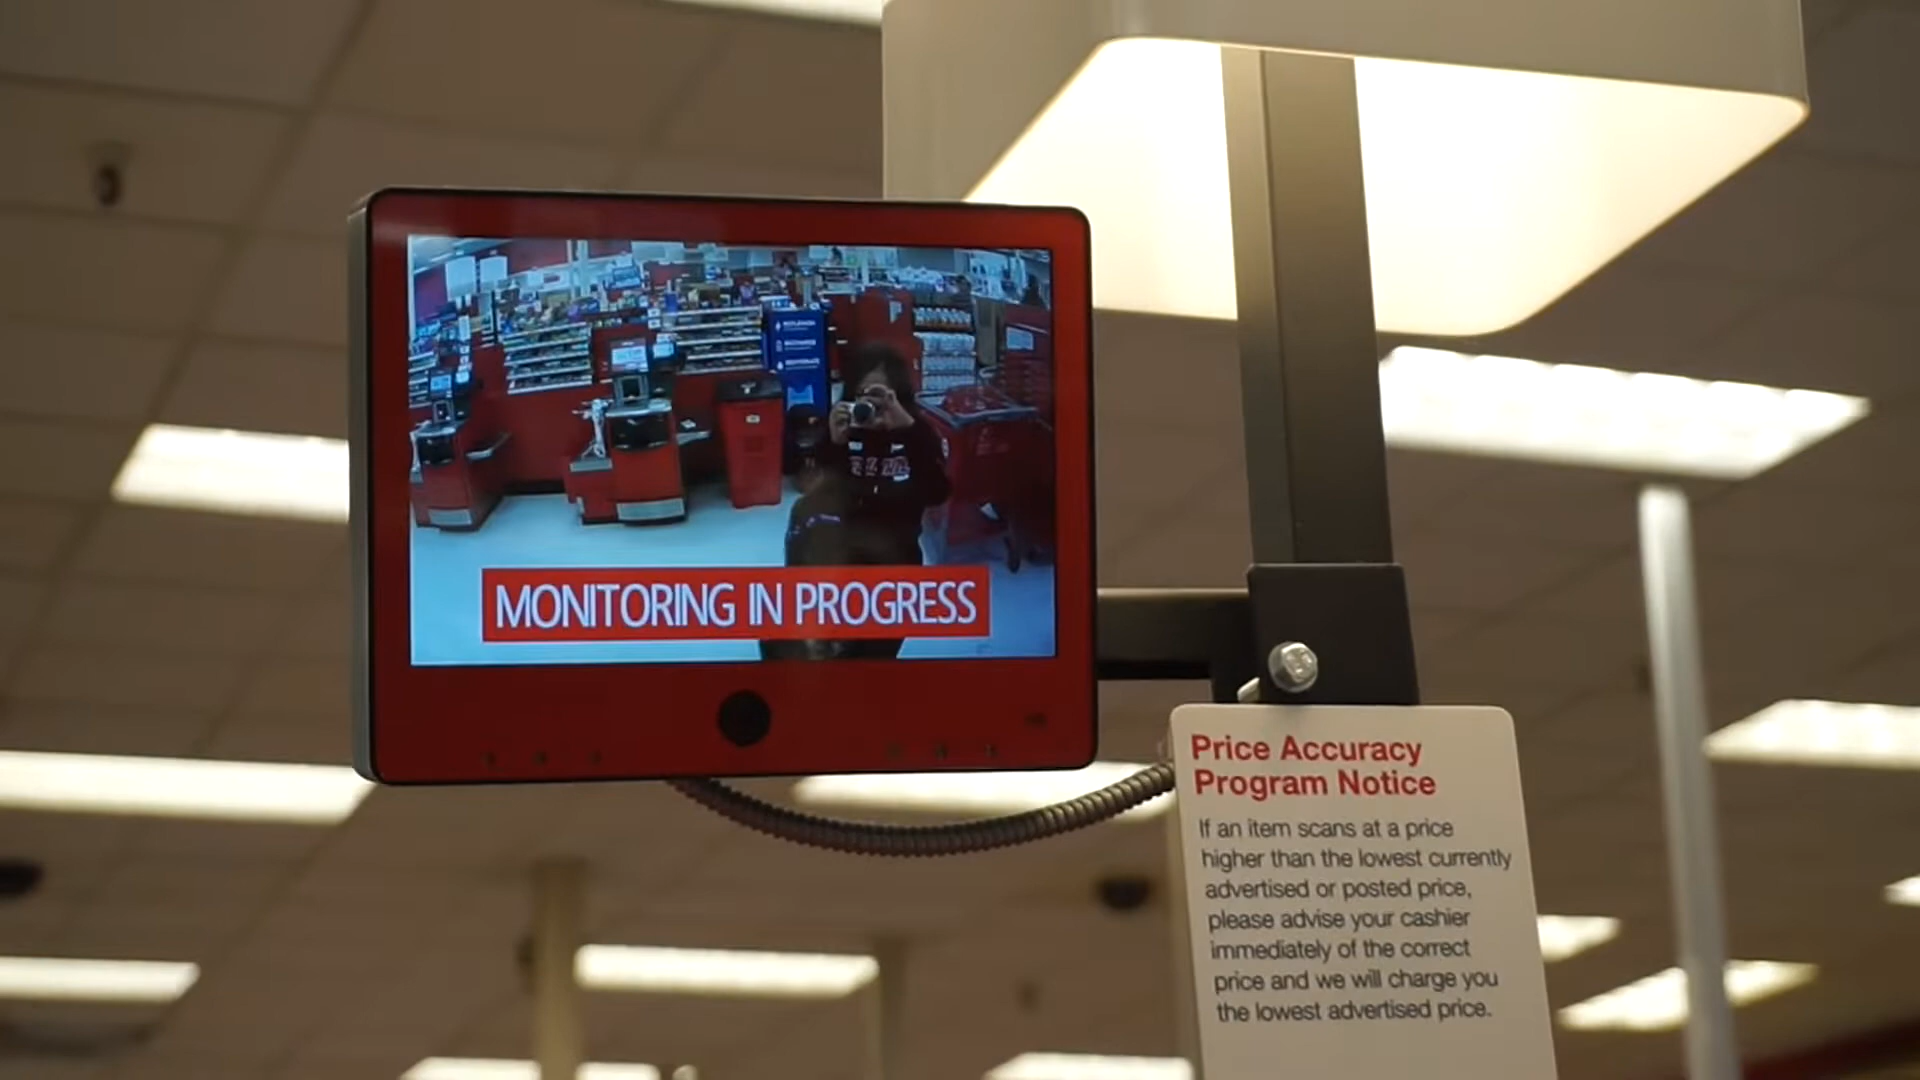 MONITORING IN PROGRESS
Price Accuracy
Program Notice
If an item scans at a price
higher than the lowest currently
advertised or posted price,
please advise your cashier
immediately of the correct
price and we will charge you
the lowest advertised price.